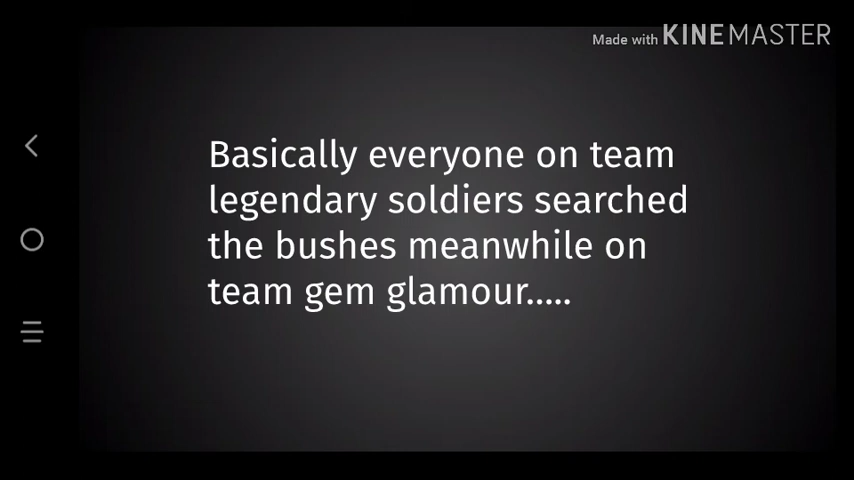 Made with KINEMASTER
Basically everyone on team
legendary soldiers searched
the bushes meanwhile on
team gem glamour.....